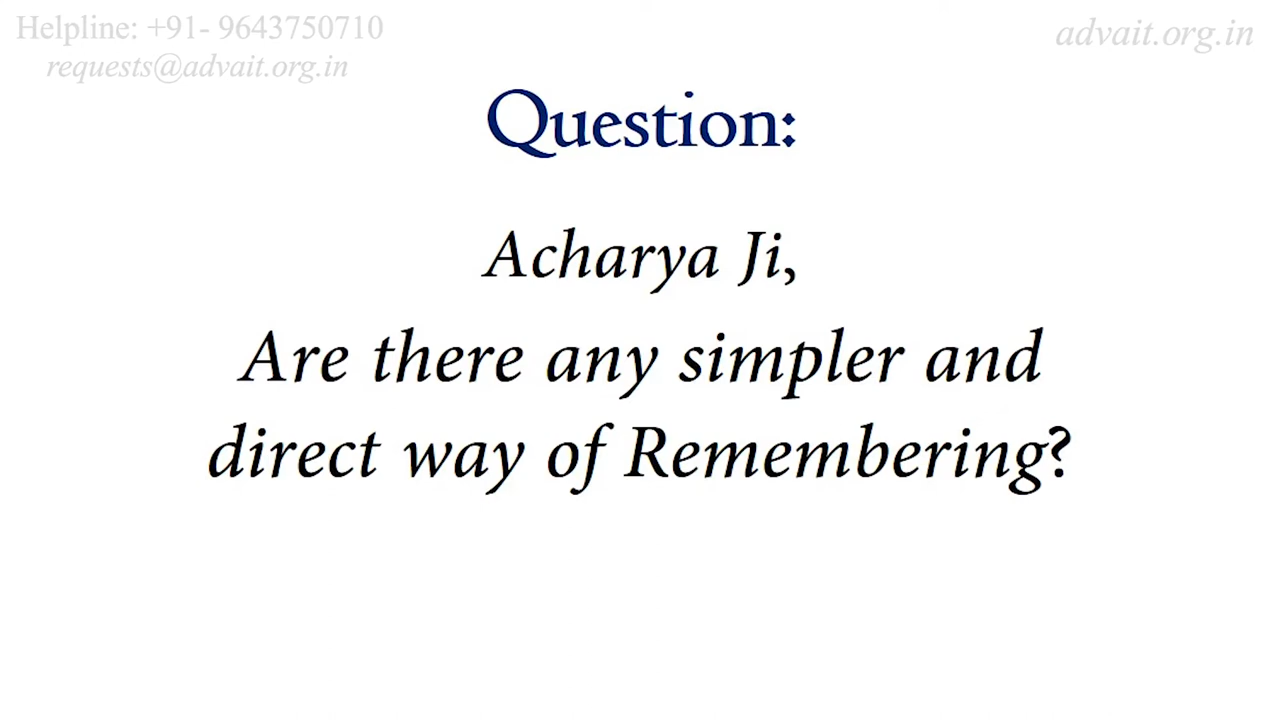 Helpline: +91- 9643750710
requests@advait.org.in
advait.org.in
Question:
Acharya Ji,
Are there any simpler and
direct way of Remembering?